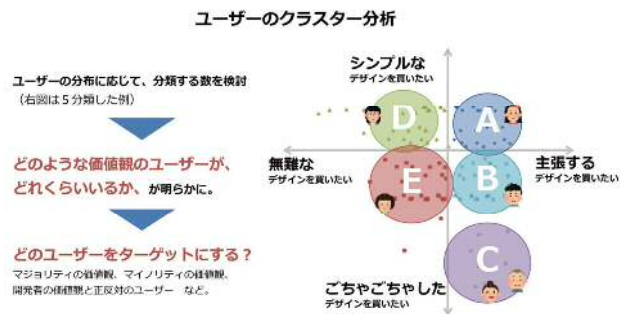 ユーザーのクラスター分析
ユーザーの分布に応じて、分類する数を検討
（右図は５分類した例）
どのような価値観のユーザーが、
どれくらいいるか、が明らかに。
どのユーザーをターゲットにする？
マジョリティの価値観、マイノリティの価値観、
開発者の価値観と正反対のユーザー　など。
シンプルな
デザインを買いたい
D
A
無難な
デザインを買いたい
主張する
デザインを買いたい
E
B
C
ごちゃごちゃした
デザインを買いたい